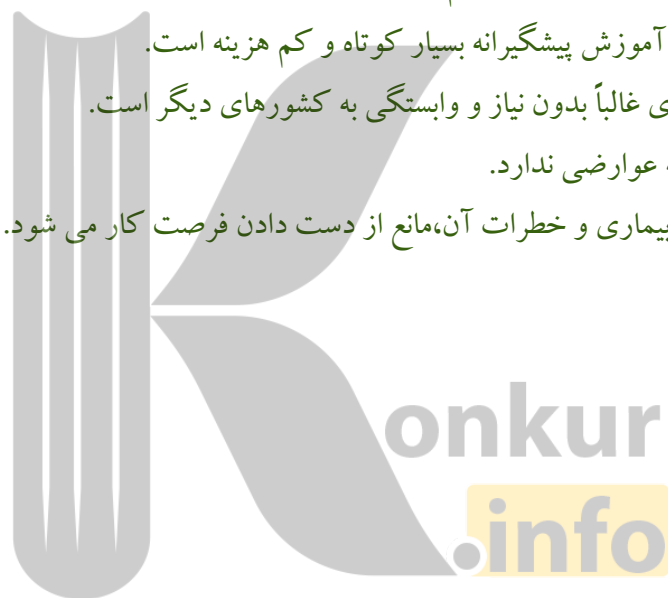 آموزش پیشگیرانه بسیار کوتاه و کم هزینه است.
ی غالباً بدون نیاز و وابستگی به کشورهای دیگر است.
عوارضی ندارد.
بیماری و خطرات آن،مانع از دست دادن فرصت کار می شود.
onkur
.info